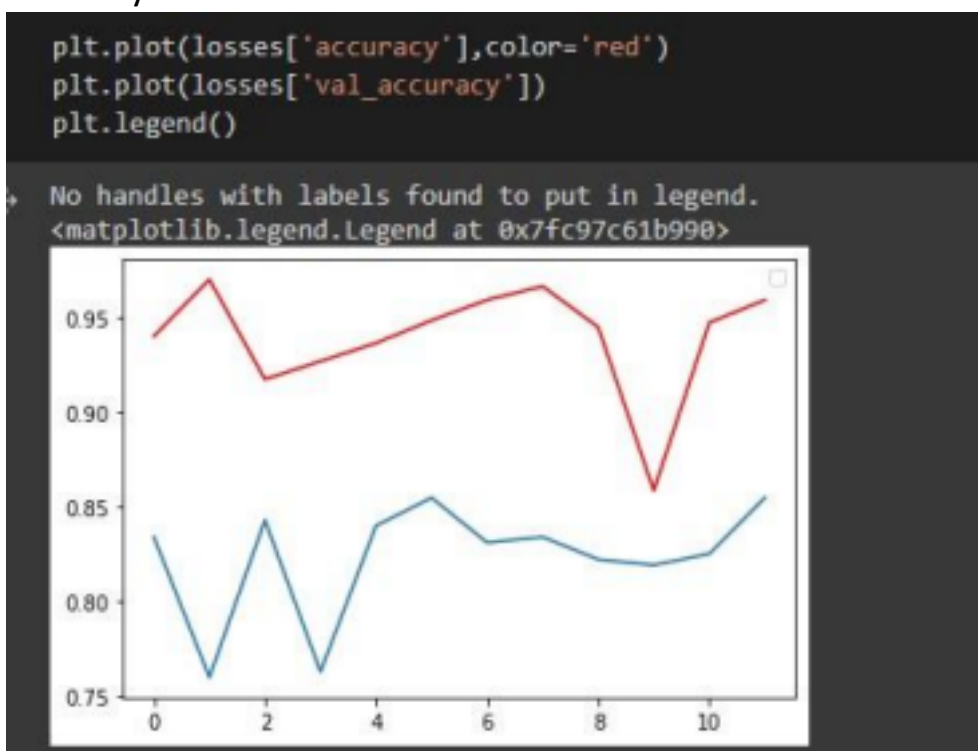 plt.plot(losses['accuracy'],color='red')
plt.plot(losses['val_accuracy'])
plt.legend()
No handles with labels found to put in legend.
<matplotlib.legend.Legend at 0x7fc97c61b990>
0.95
0.90
0.85
0.80
0.75
0 2 4 6 8 10